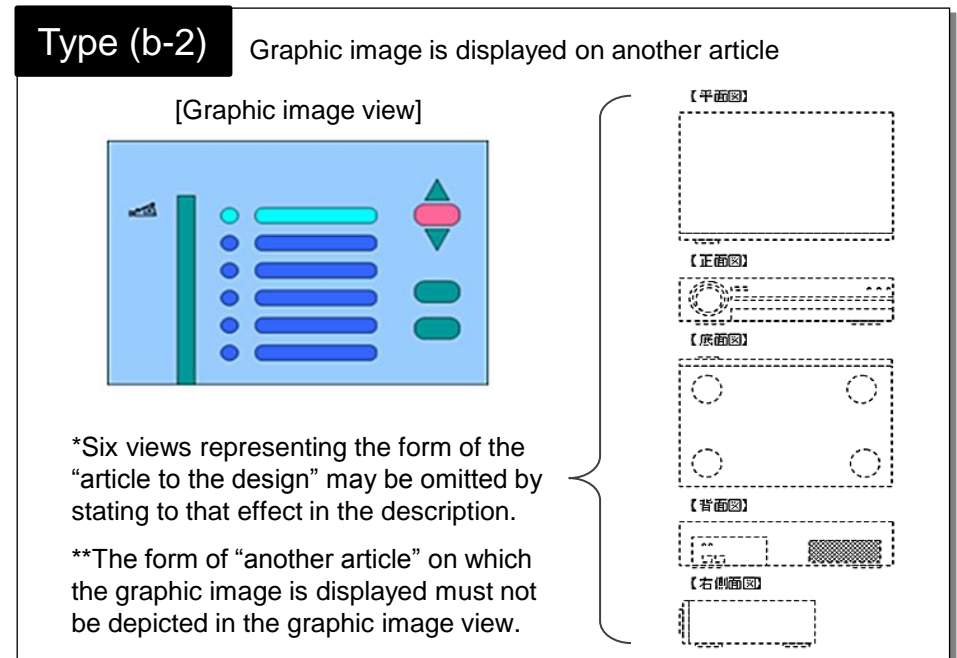 Type (b-2)
Graphic image is displayed on another article
[Graphic image view]
*Six views representing the form of the
“article to the design” may be omitted by
stating to that effect in the description.
**The form of “another article” on which
the graphic image is displayed must not
be depicted in the graphic image view.
【平面図】
【正面図】
【底面図】
【背面図】
【右側面図】